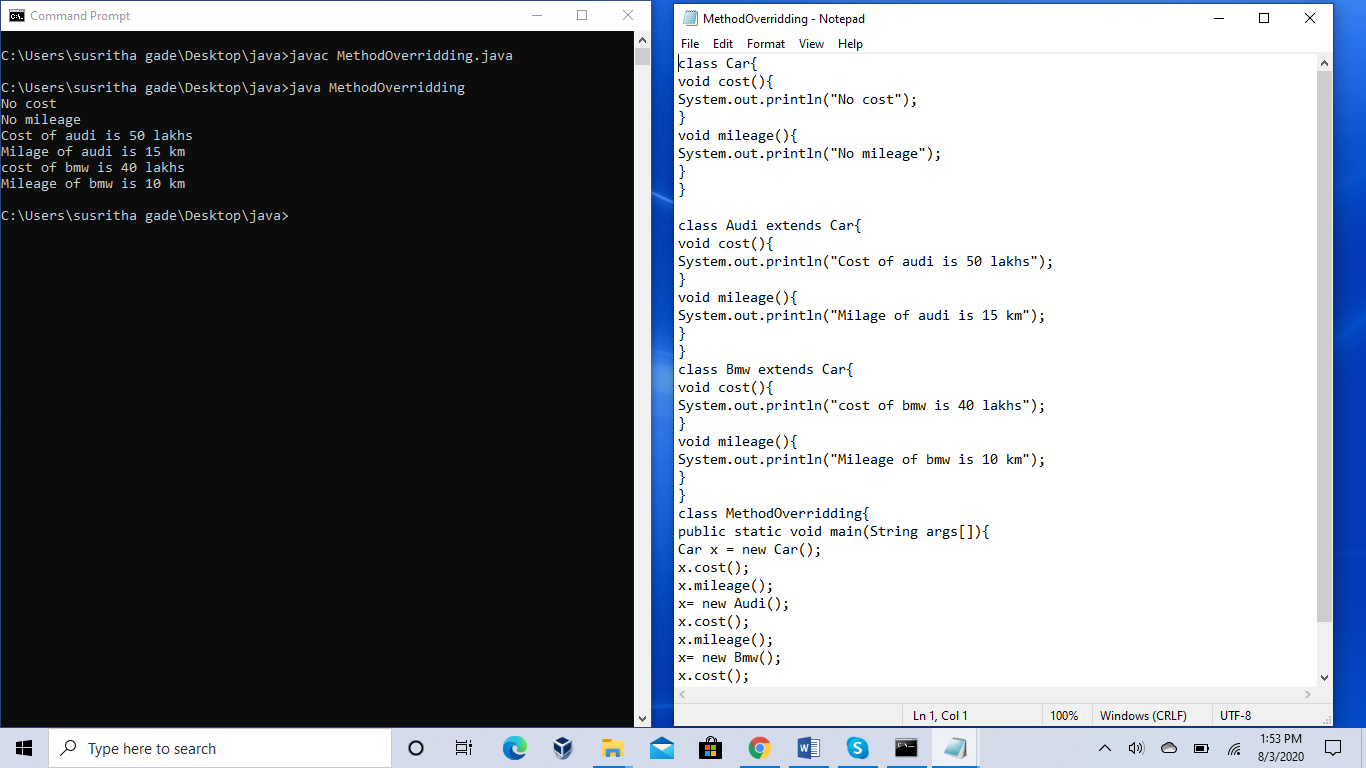 Command Prompt
C:\Users\susritha gade\Desktop\java>javac MethodOverridding.java
C:\Users\susritha gade\Desktop\java>java MethodOverridding
No cost
No mileage
Cost of audi is 50 lakhs
Milage of audi is 15 km
cost of bmw is 40 lakhs
Mileage of bmw is 10 km
C:\Users\susritha gade\Desktop\java>
MethodOverridding - Notepad
File Edit Format View Help
class Car{
void cost(){
System.out.println("No cost");
}
void mileage(){
System.out.println("No mileage");
}
}
class Audi extends Car{
void cost(){
System.out.println("Cost of audi is 50 lakhs");
}
void mileage(){
System.out.println("Milage of audi is 15 km");
}
}
class Bmw extends Car{
void cost(){
System.out.println("cost of bmw is 40 lakhs");
}
void mileage(){
System.out.println("Mileage of bmw is 10 km");
}
}
class MethodOverridding{
public static void main(String args[]){
Car x = new Car();
x.cost();
x.mileage();
x= new Audi();
x.cost();
x.mileage();
x= new Bmw();
x.cost();
Ln 1, Col 1 100% Windows (CRLF) UTF-8
Type here to search
1:53 PM
8/3/2020